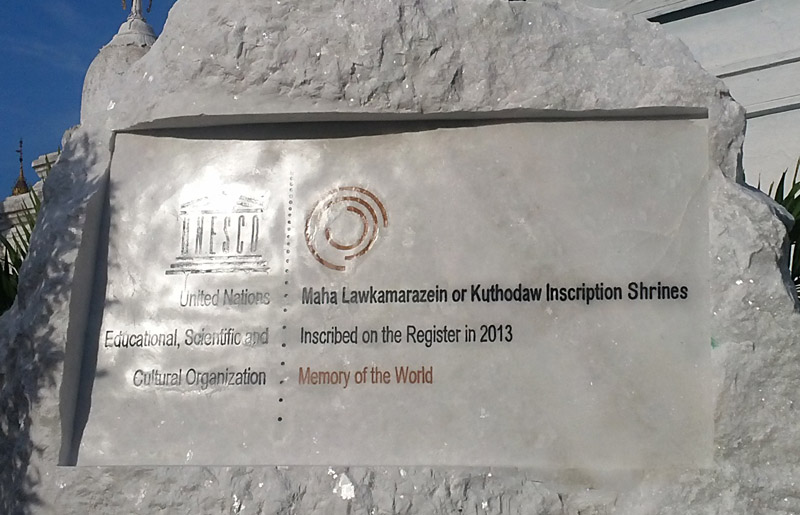 UNESCO
United Nations
Educational, Scientific and
Cultural Organization
Maha Lawkamarazein or Kuthodaw Inscription Shrines
Inscribed on the Register in 2013
Memory of the World